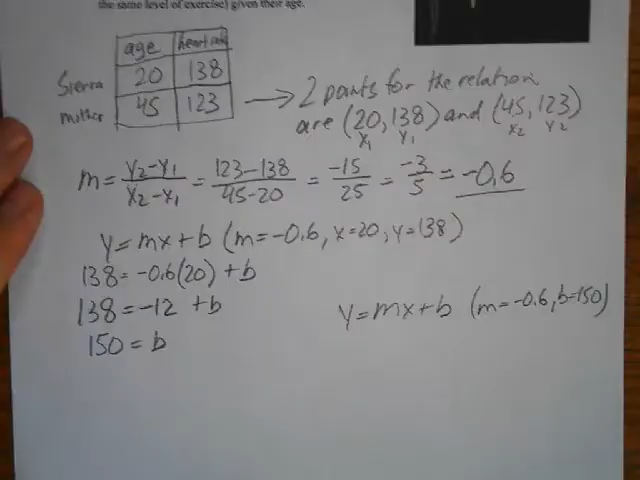 the same level of exercise) given their age.
age heart rate
Sierra 20 138
mother 45 123
→ 2 points for the relation
are (20,138) and (45,123)
x₁ y₁ x₂ y₂
m = y₂-y₁/x₂-x₁ = 123-138/45-20 = -15/25 = -3/5 = -0.6
y=mx+b (m=-0.6, x=20, y=138)
138=-0.6(20)+b
138=-12+b
150=b
y=mx+b (m=-0.6, b=150)